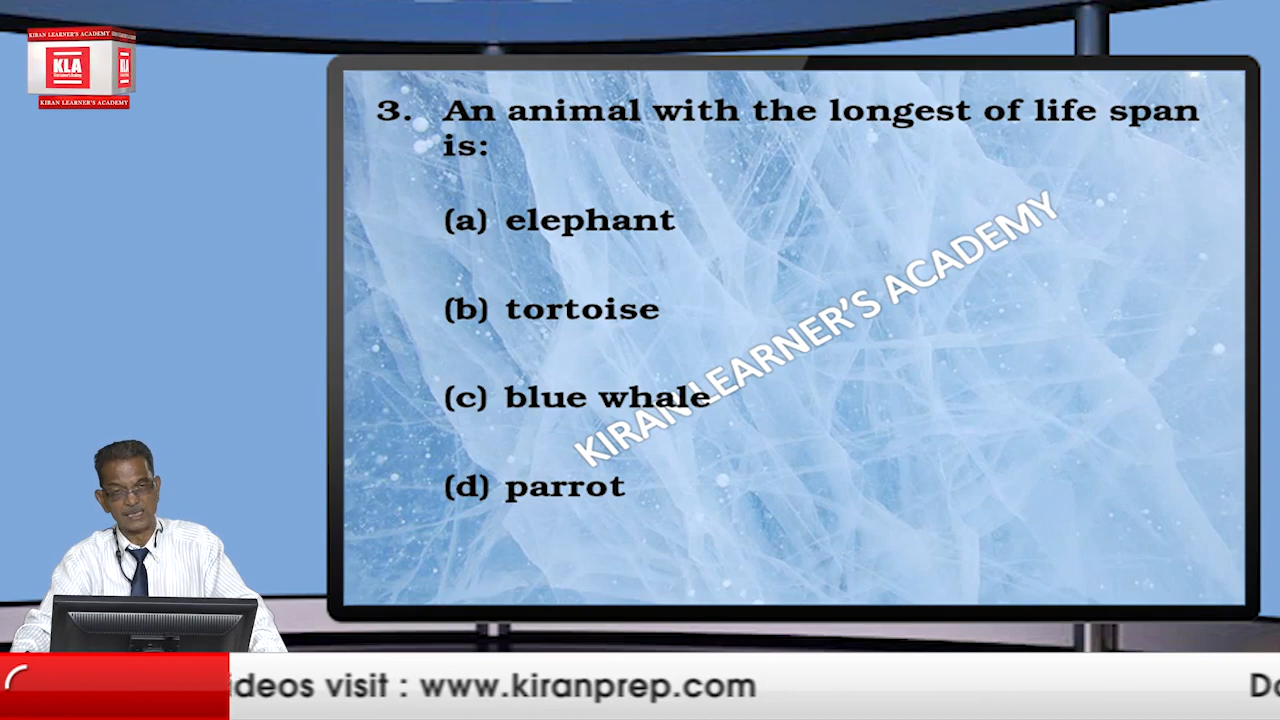 KIRAN LEARNER'S ACADEMY
KLA
KLA
KIRAN LEARNER'S ACADEMY
3. An animal with the longest of life span
is:
(a) elephant
(b) tortoise
(c) blue whale
(d) parrot
KIRAN LEARNER'S ACADEMY
ideos visit : www.kiranprep.com